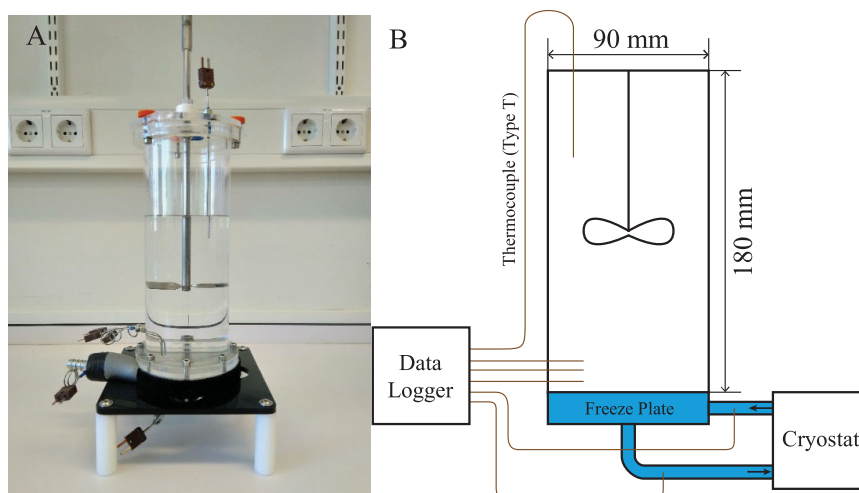 A
B
90 mm
Thermocouple (Type T)
180 mm
Data
Logger
Freeze Plate
Cryostat